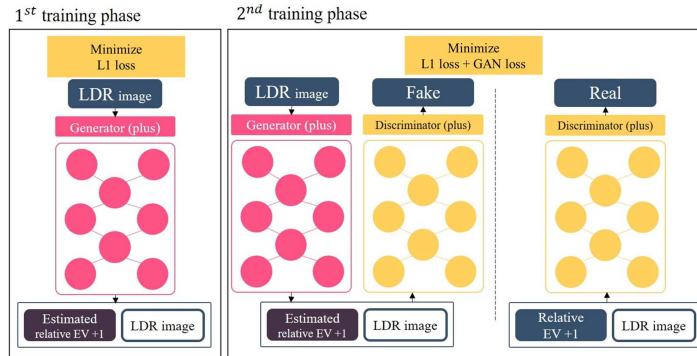 1st training phase
Minimize
L1 loss
LDR image
Generator (plus)
Estimated
relative EV +1
LDR image
2nd training phase
Minimize
L1 loss + GAN loss
LDR image
Generator (plus)
Fake
Discriminator (plus)
Estimated
relative EV +1
LDR image
Real
Discriminator (plus)
Relative
EV +1
LDR image